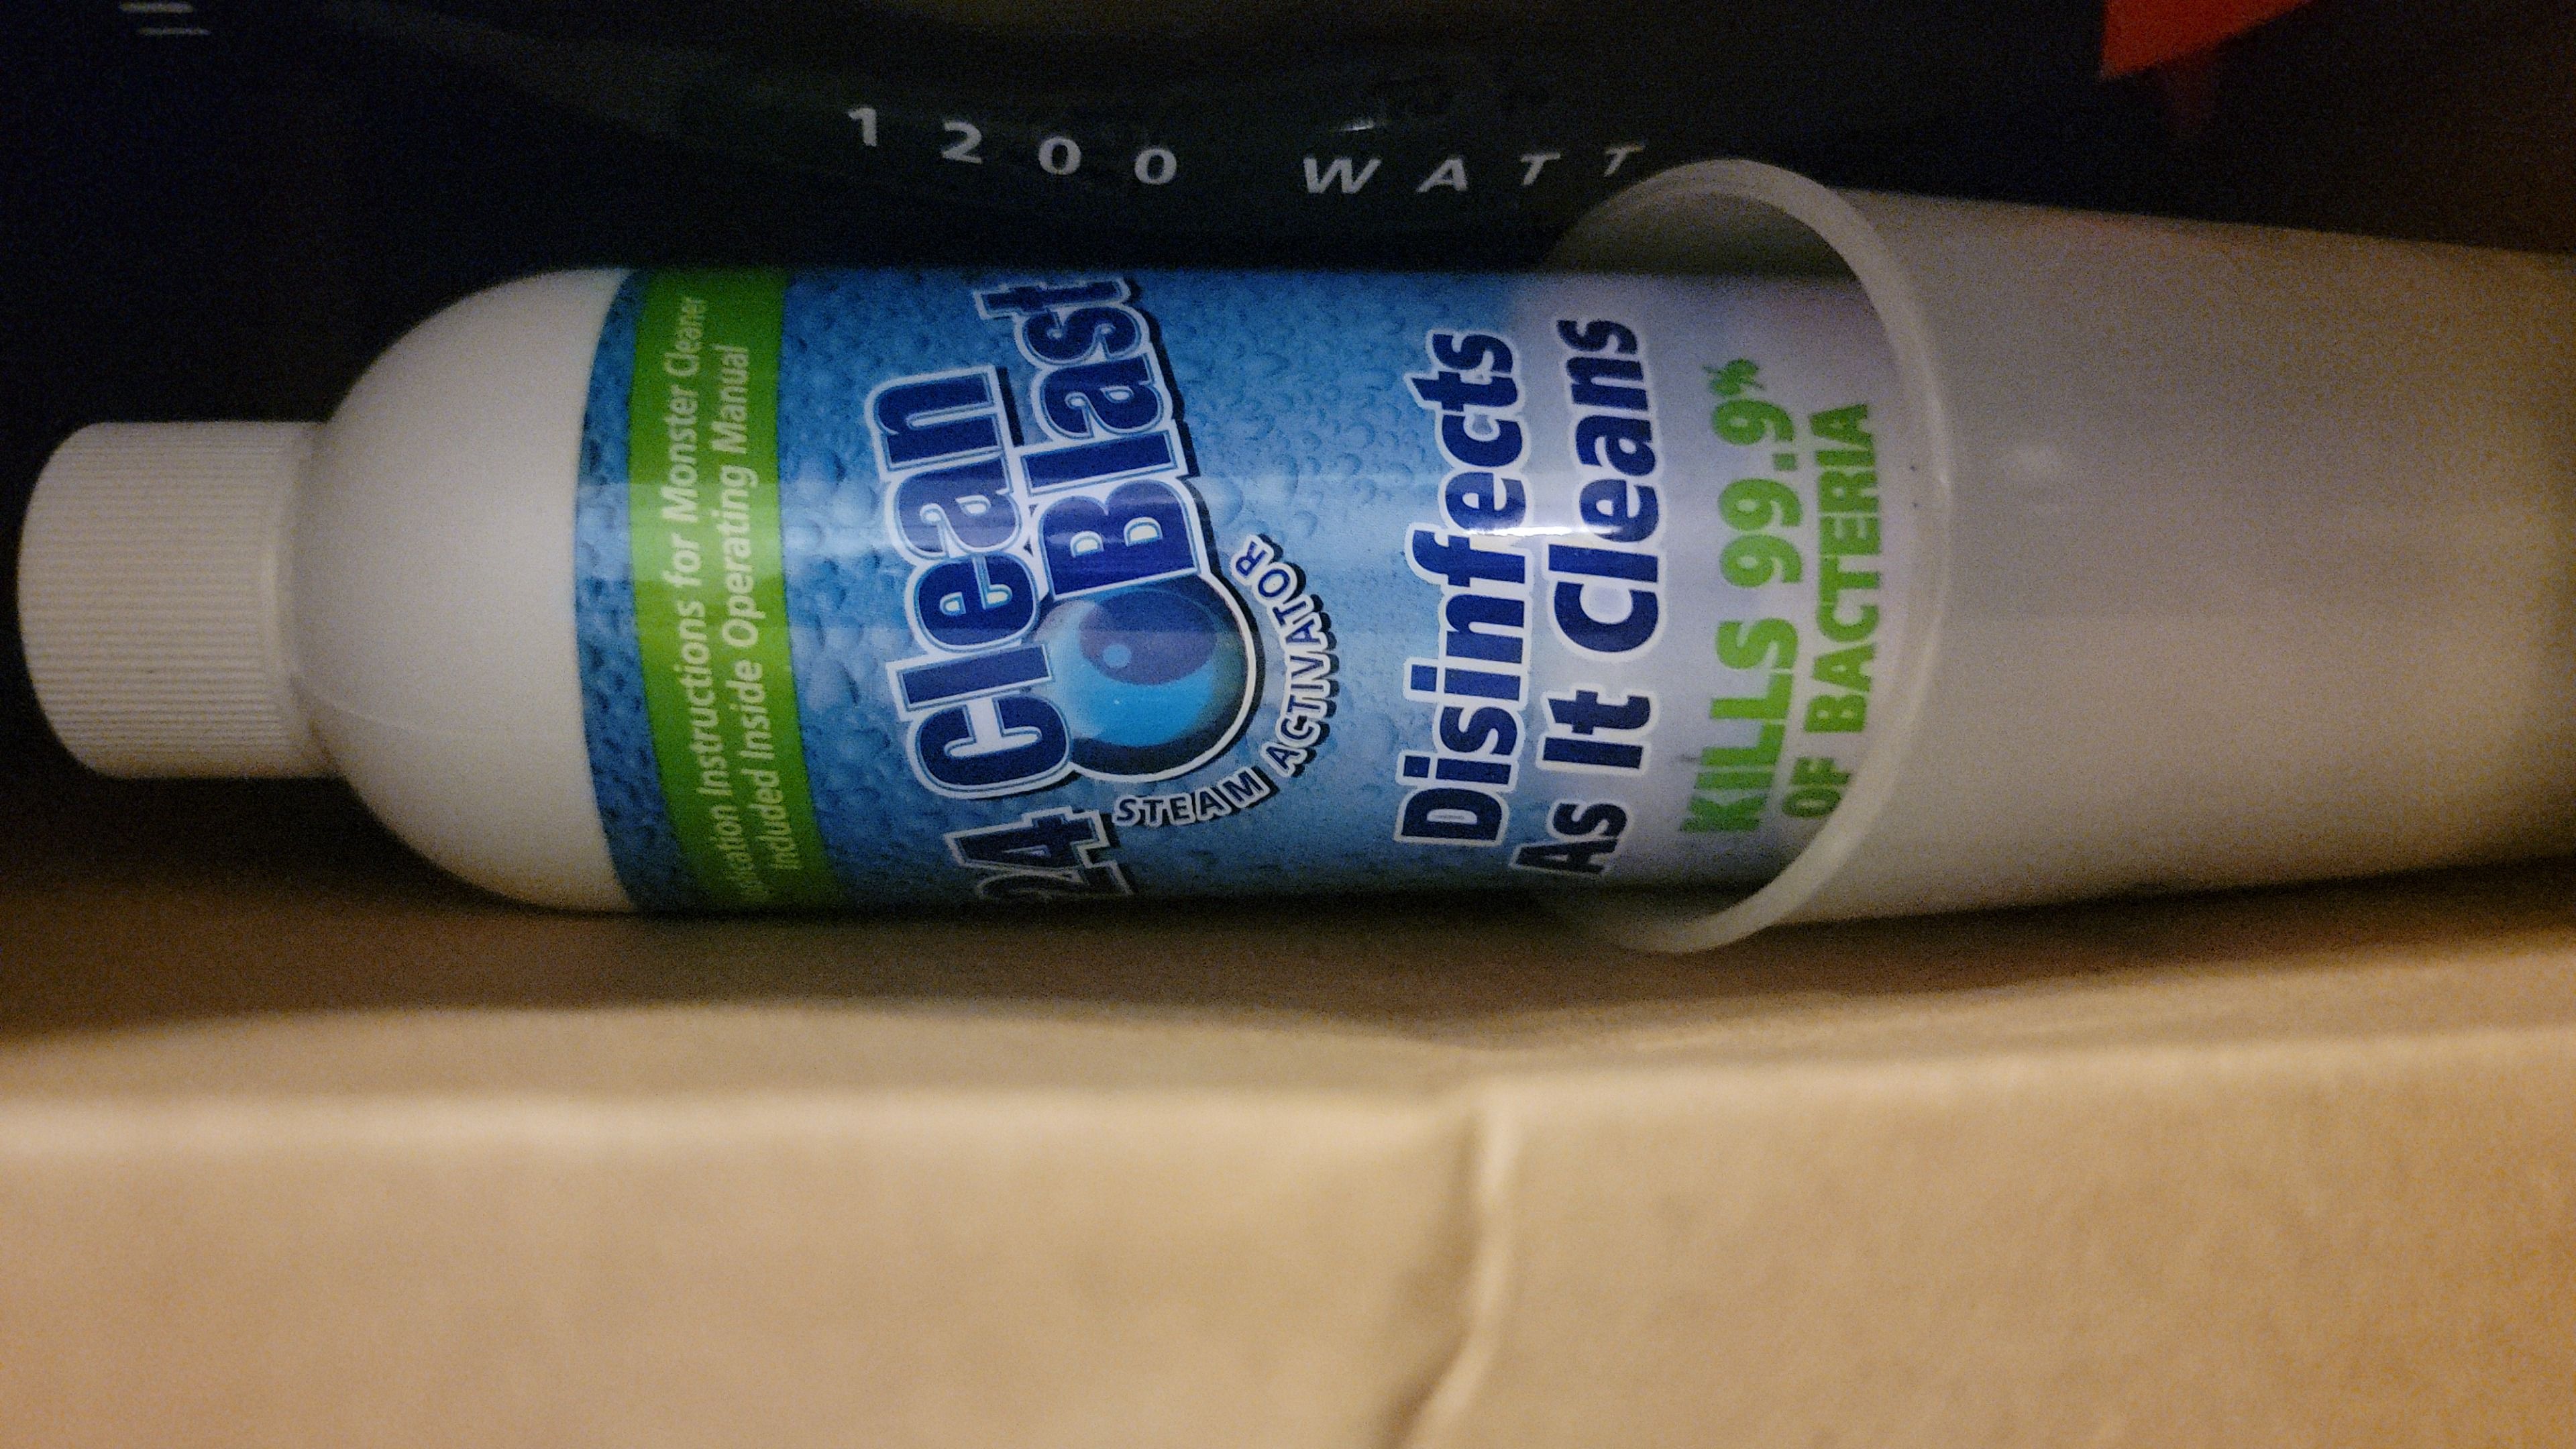 1200 WATT
Instructions for Monster Cleaner
Included Inside Operating Manual
24 Clean
Blast
STEAM ACTIVATOR
Disinfects
As It Cleans
KILLS 99.9%
OF BACTERIA